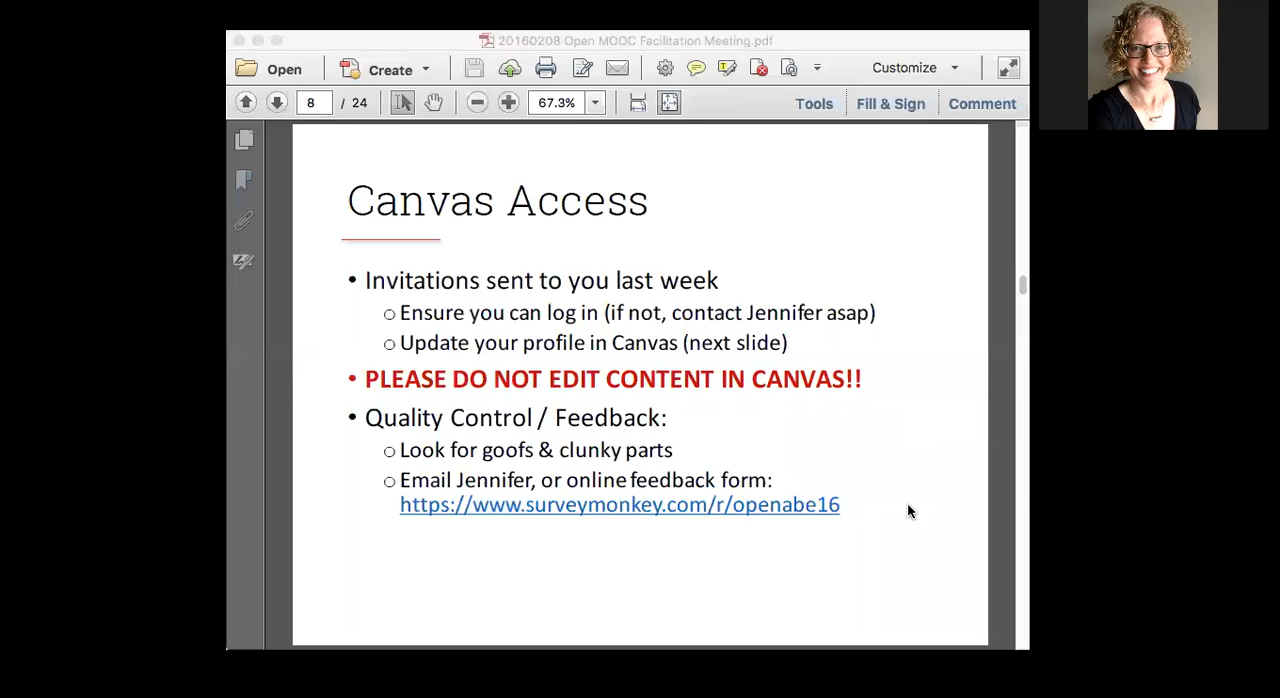 20160208 Open MOOC Facilitation Meeting.pdf
Open Create Customize
8 / 24 67.3% Tools Fill & Sign Comment
Canvas Access
• Invitations sent to you last week
○ Ensure you can log in (if not, contact Jennifer asap)
○ Update your profile in Canvas (next slide)
• PLEASE DO NOT EDIT CONTENT IN CANVAS!!
• Quality Control / Feedback:
○ Look for goofs & clunky parts
○ Email Jennifer, or online feedback form:
https://www.surveymonkey.com/r/openabe16